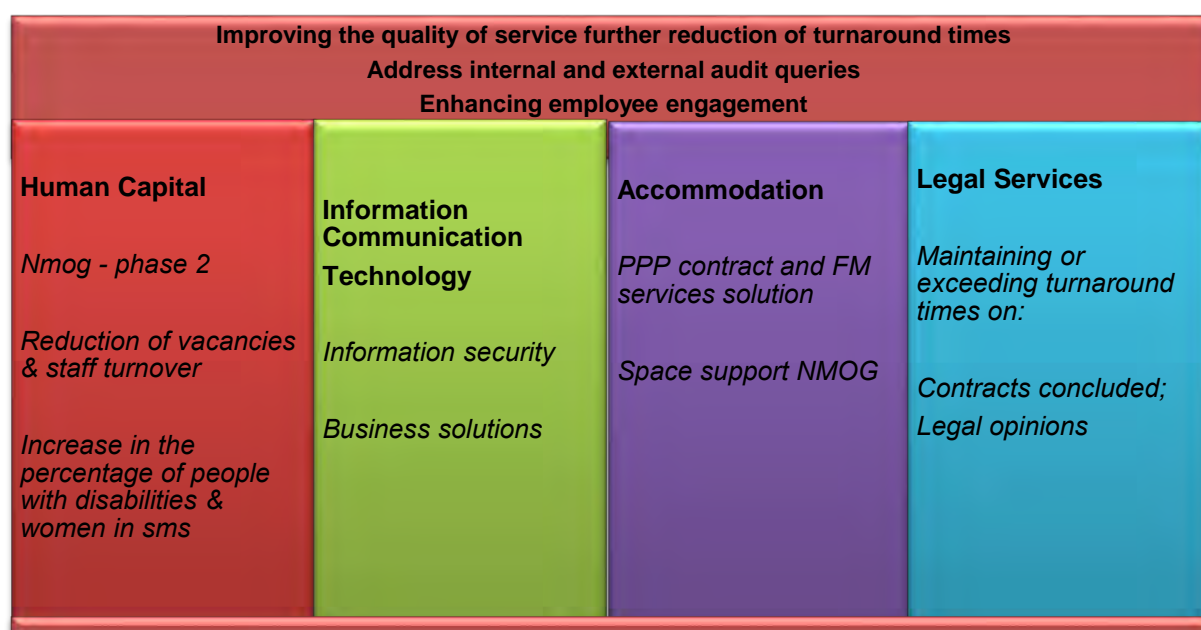 Improving the quality of service further reduction of turnaround times
Address internal and external audit queries
Enhancing employee engagement
Human Capital
Nmog - phase 2
Reduction of vacancies
& staff turnover
Increase in the
percentage of people
with disabilities &
women in sms
Information
Communication
Technology
Information security
Business solutions
Accommodation
PPP contract and FM
services solution
Space support NMOG
Legal Services
Maintaining or
exceeding turnaround
times on:
Contracts concluded;
Legal opinions